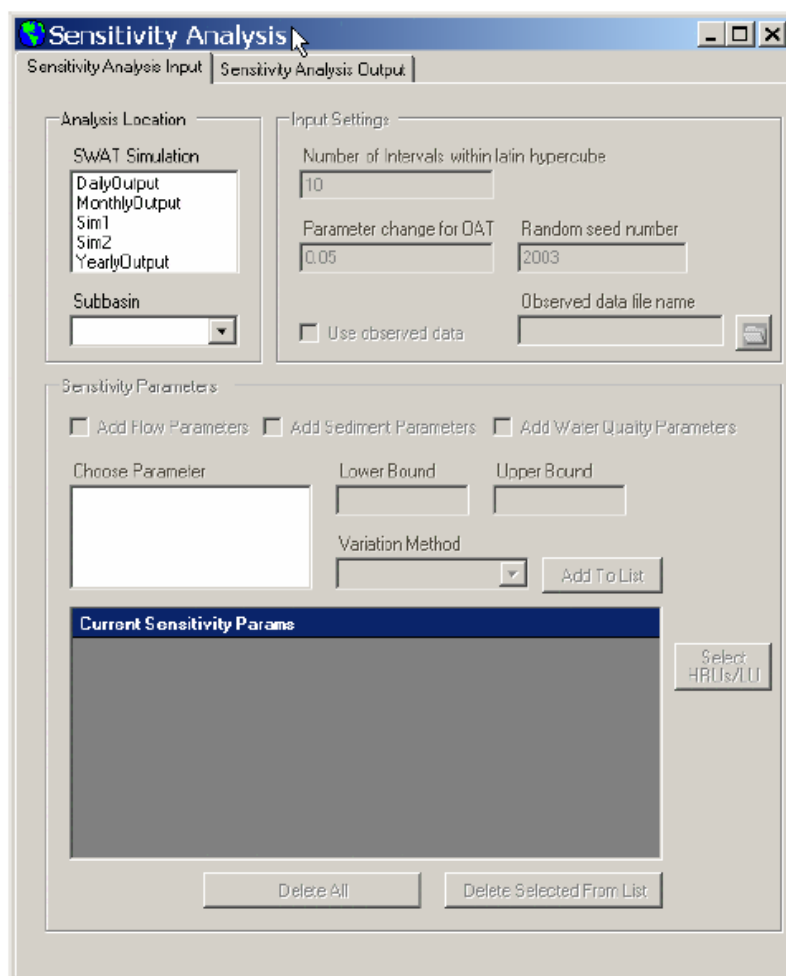 Sensitivity Analysis
Sensitivity Analysis Input
Sensitivity Analysis Output
Analysis Location
SWAT Simulation
DailyOutput
MonthlyOutput
Sim1
Sim2
YearlyOutput
Subbasin
Input Settings
Number of Intervals within latin hypercube
10
Parameter change for OAT
Random seed number
0.05
2003
Observed data file name
Use observed data
Sensitivity Parameters
Add Flow Parameters
Add Sediment Parameters
Add Water Quality Parameters
Choose Parameter
Lower Bound
Upper Bound
Variation Method
Add To List
Current Sensitivity Params
Select
HRUs/LU
Delete All
Delete Selected From List